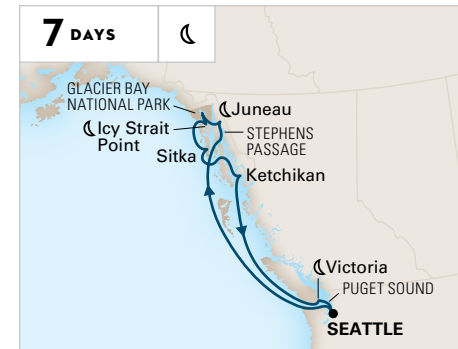 7 DAYS
GLACIER BAY
NATIONAL PARK
Juneau
Icy Strait
Point
STEPHENS
PASSAGE
Sitka
Ketchikan
Victoria
PUGET SOUND
SEATTLE